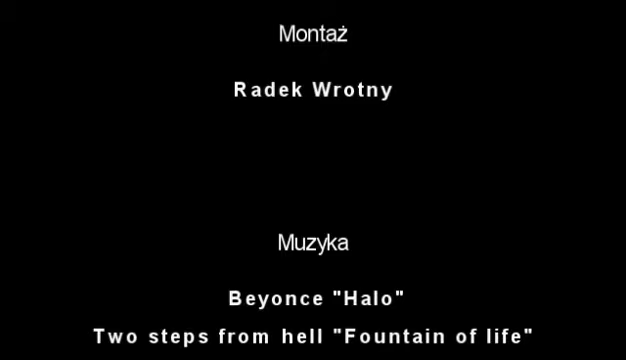 Montaż
Radek Wrotny
Muzyka
Beyonce "Halo"
Two steps from hell "Fountain of life"